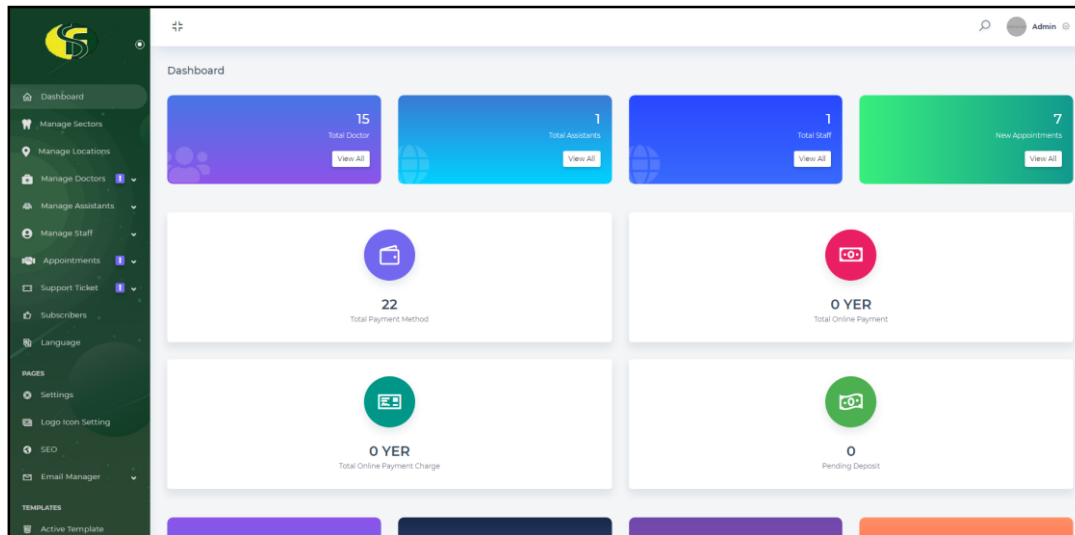 Admin
Dashboard
Dashboard
Manage Sectors
Manage Locations
Manage Doctors
Manage Assistants
Manage Staff
Appointments
Support Ticket
Subscribers
Language
PAGES
Settings
Logo Icon Setting
SEO
Email Manager
TEMPLATES
Active Template
15
Total Doctor
View All
1
Total Assistants
View All
1
Total Staff
View All
7
New Appointments
View All
22
Total Payment Method
0 YER
Total Online Payment
0 YER
Total Online Payment Charge
0
Pending Deposit